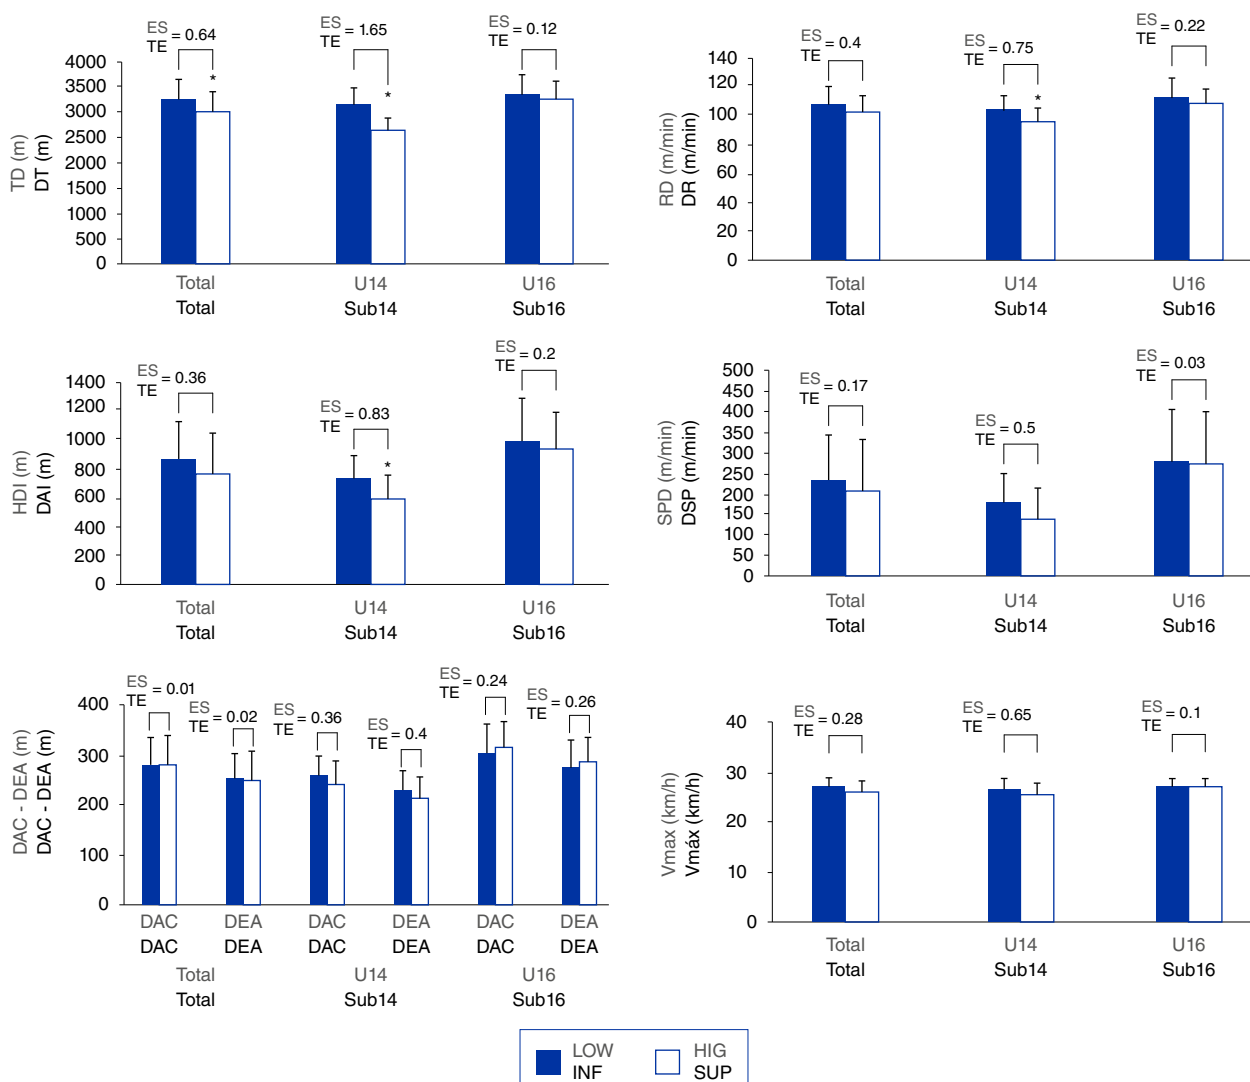 ES
TE = 0.64
ES
TE = 1.65
ES
TE = 0.12
TD (m)
DT (m)
4000
3500
3000
2500
2000
1500
1000
500
0
*
*
Total
Total
U14
Sub14
U16
Sub16
ES
TE = 0.4
ES
TE = 0.75
ES
TE = 0.22
RD (m/min)
DR (m/min)
140
120
100
80
60
40
20
0
*
Total
Total
U14
Sub14
U16
Sub16
ES
TE = 0.36
ES
TE = 0.83
ES
TE = 0.2
HDI (m)
DAI (m)
1400
1200
1000
800
600
400
200
0
*
Total
Total
U14
Sub14
U16
Sub16
ES
TE = 0.17
ES
TE = 0.5
ES
TE = 0.03
SPD (m/min)
DSP (m/min)
500
450
400
350
300
250
200
150
100
50
0
Total
Total
U14
Sub14
U16
Sub16
ES
TE = 0.01
ES
TE = 0.02
ES
TE = 0.36
ES
TE = 0.4
ES
TE = 0.24
ES
TE = 0.26
DAC - DEA (m)
DAC - DEA (m)
400
300
200
100
0
DAC DEA DAC DEA DAC DEA
DAC DEA DAC DEA DAC DEA
Total U14 U16
Total Sub14 Sub16
ES
TE = 0.28
ES
TE = 0.65
ES
TE = 0.1
Vmax (km/h)
Vmáx (km/h)
40
30
20
10
0
Total U14 U16
Total Sub14 Sub16
LOW HIG
INF SUP